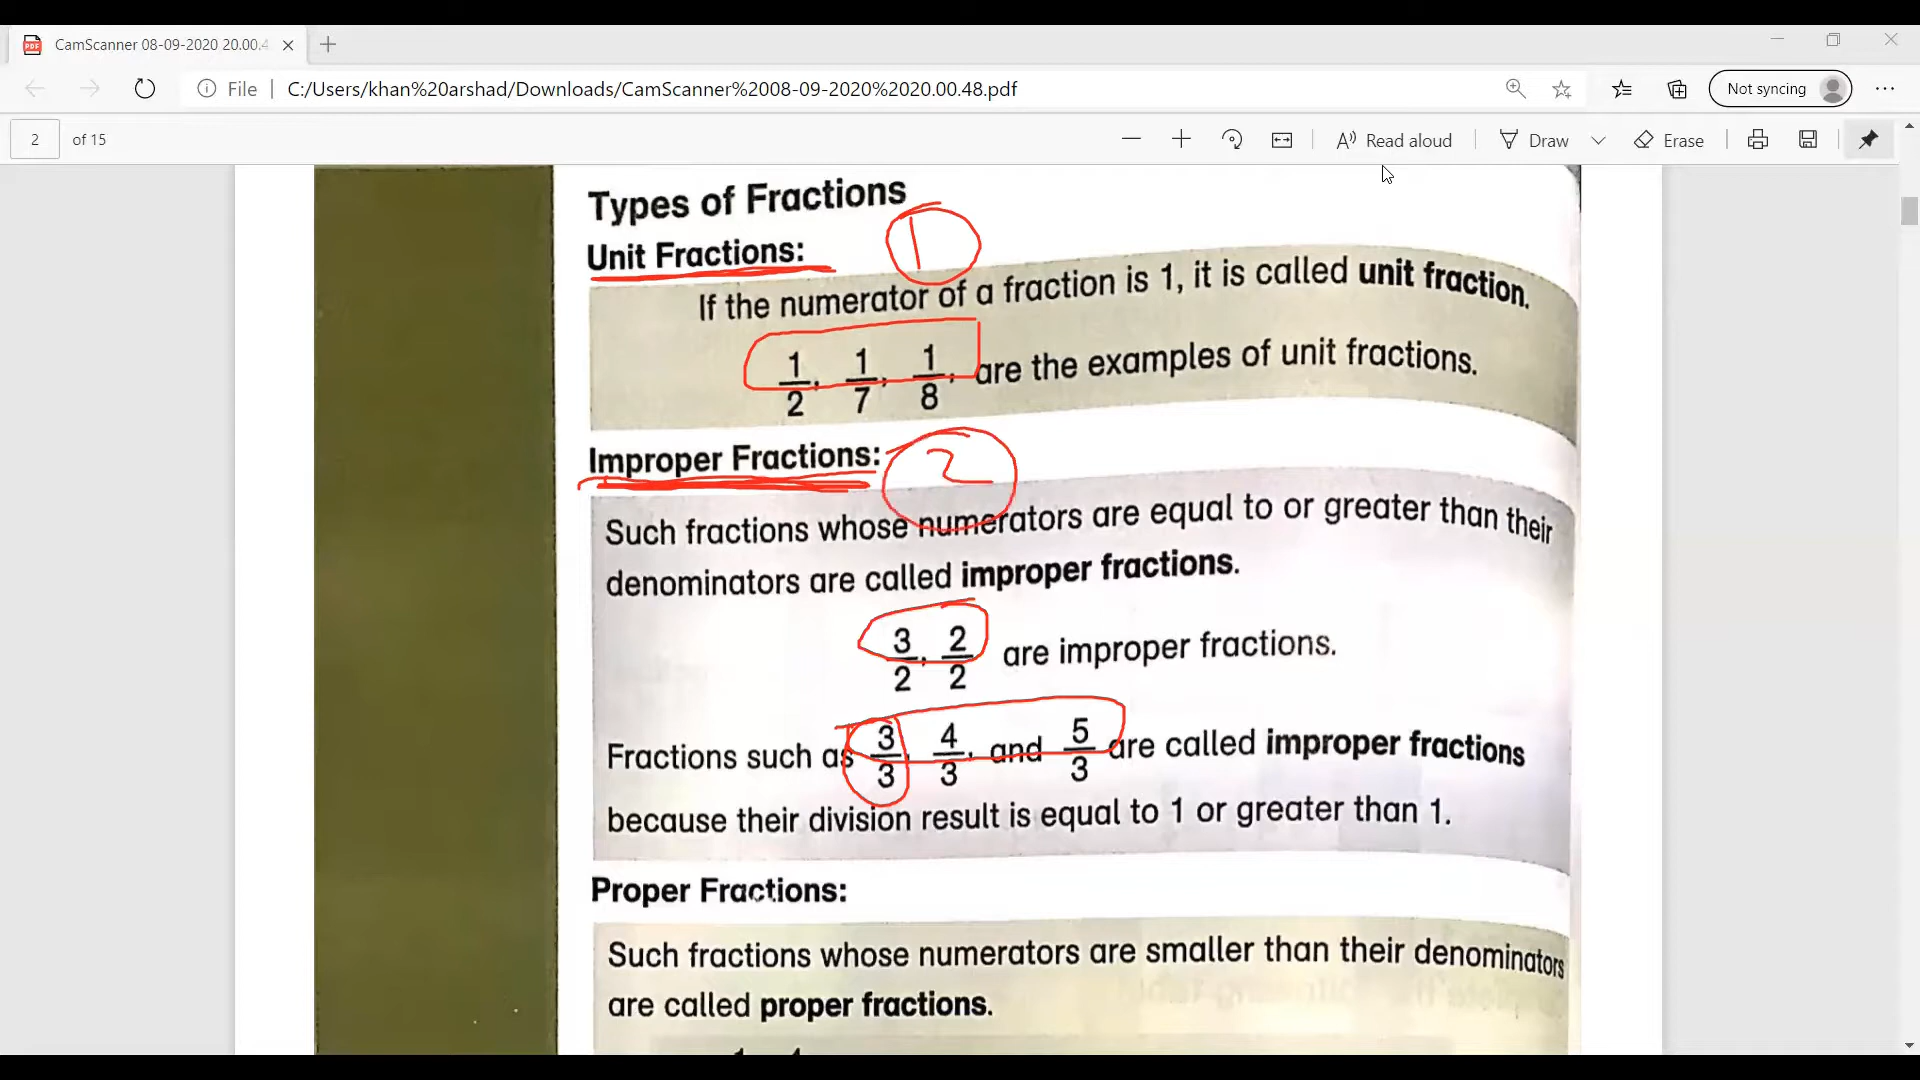 CamScanner 08-09-2020 20.00.4
File C:/Users/khan%20arshad/Downloads/CamScanner%2008-09-2020%2020.00.48.pdf Not syncing
2 of 15 Read aloud Draw Erase
Types of Fractions
Unit Fractions: 1
If the numerator of a fraction is 1, it is called unit fraction.
1/2, 1/7, 1/8, are the examples of unit fractions.
Improper Fractions: 2
Such fractions whose numerators are equal to or greater than their
denominators are called improper fractions.
3/2, 2/2 are improper fractions.
Fractions such as 3/3, 4/3, and 5/3 are called improper fractions
because their division result is equal to 1 or greater than 1.
Proper Fractions:
Such fractions whose numerators are smaller than their denominators
are called proper fractions.